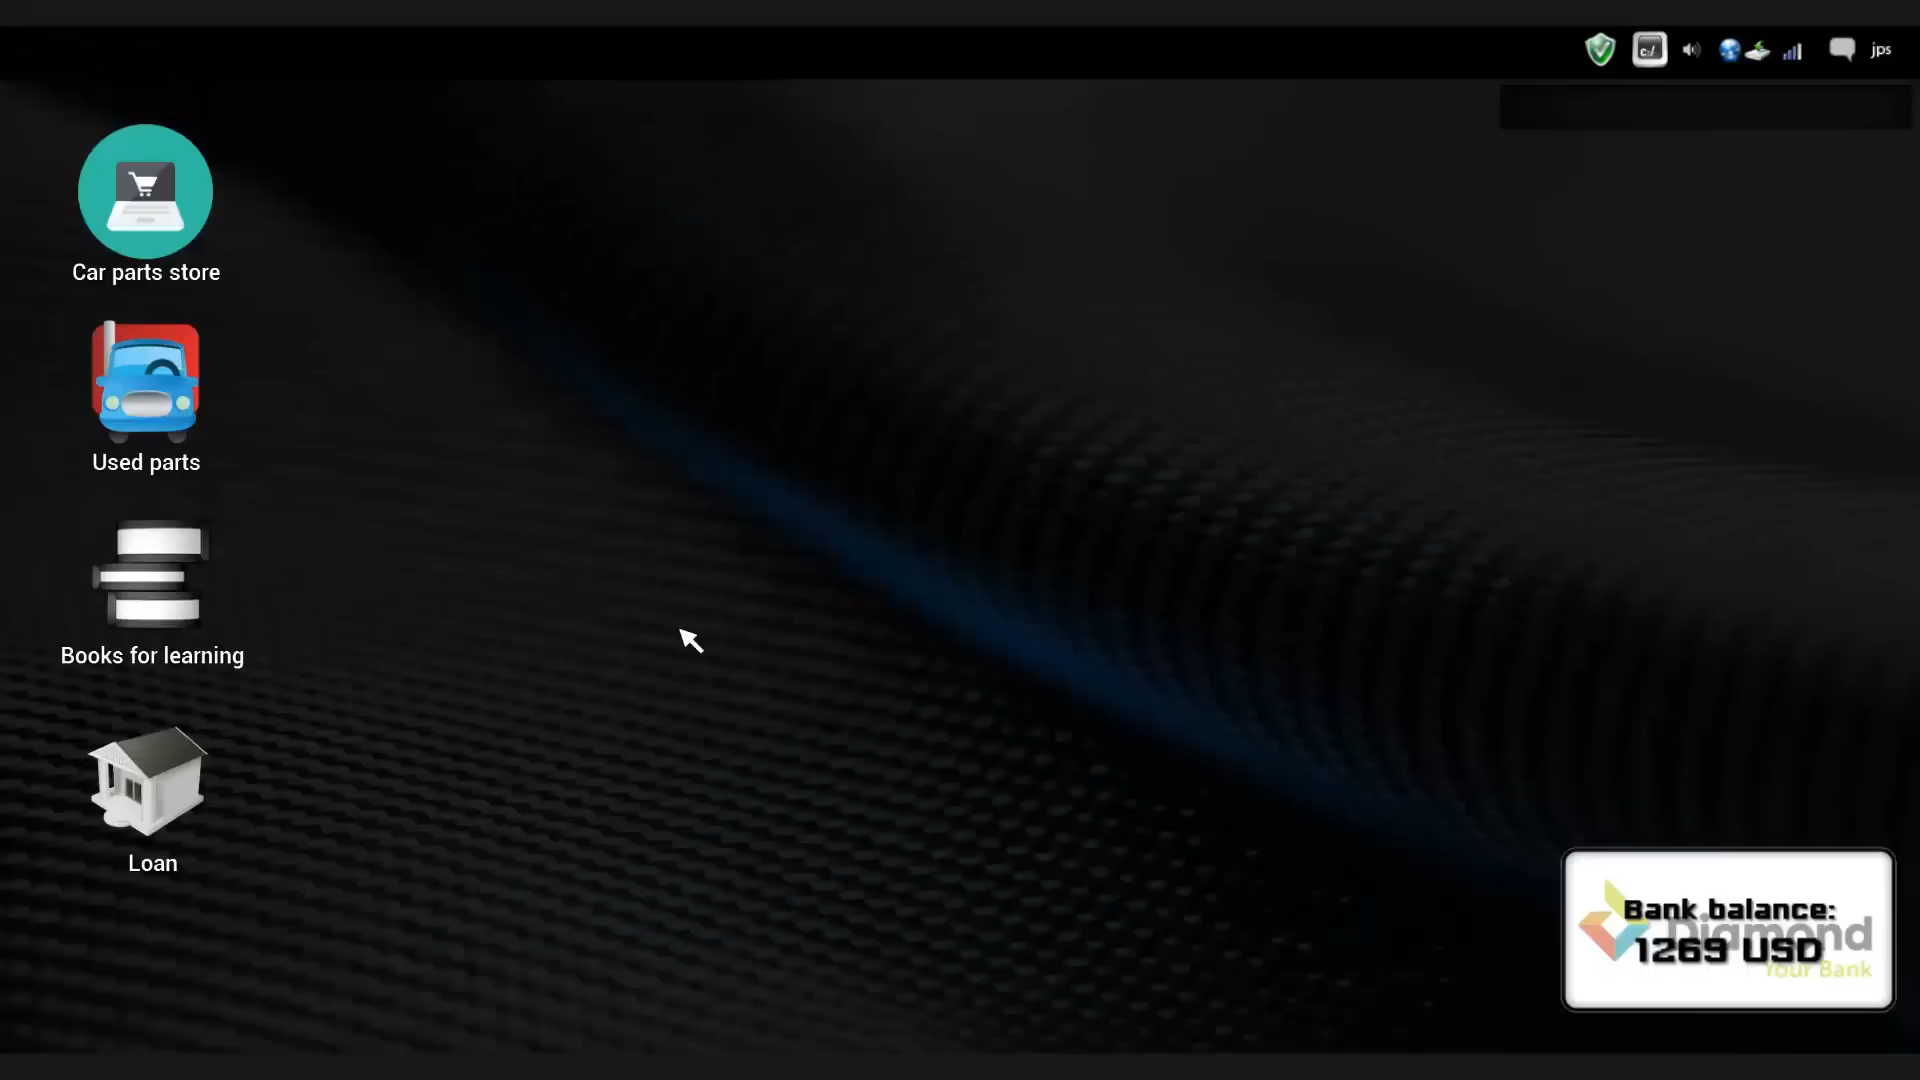 c:/
jps
Car parts store
Used parts
Books for learning
Loan
Bank balance:
Diamond
1269 USD
Your Bank